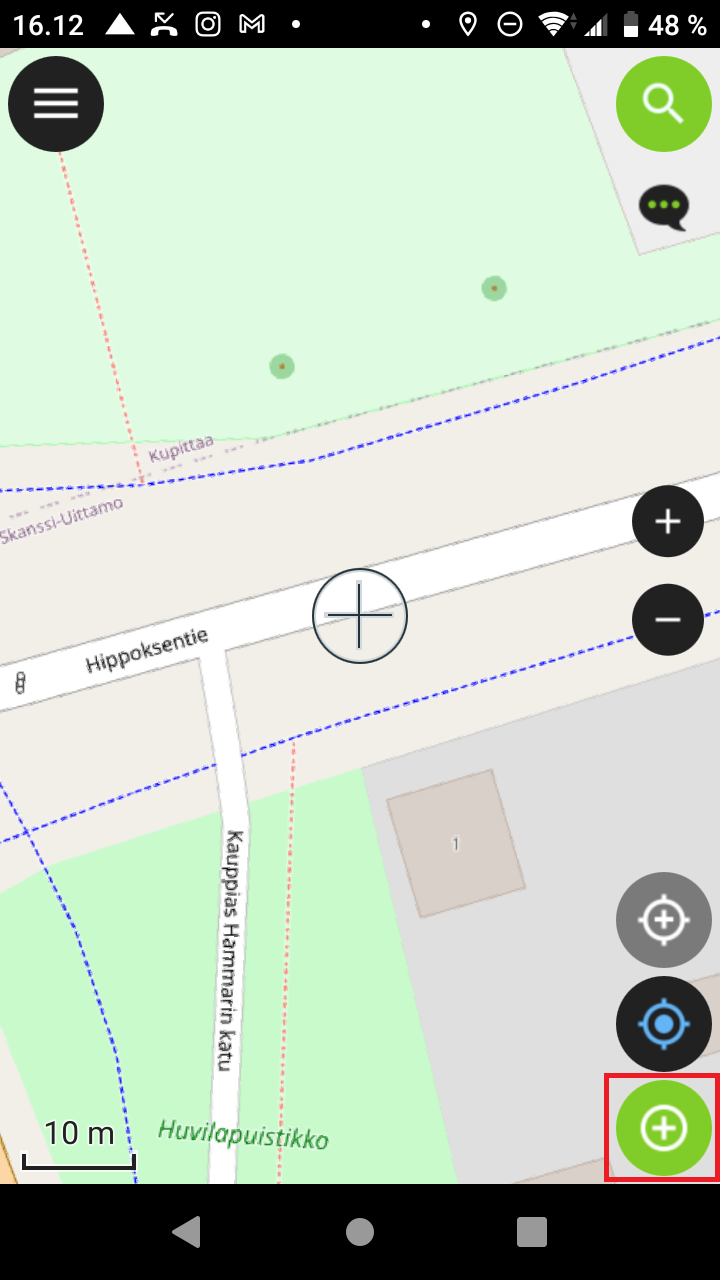 16.12
48 %
Kupittaa
Skanssi-Uittamo
Hippoksentie
1
Kauppias Hammarin katu
10 m
Huvilapuistikko